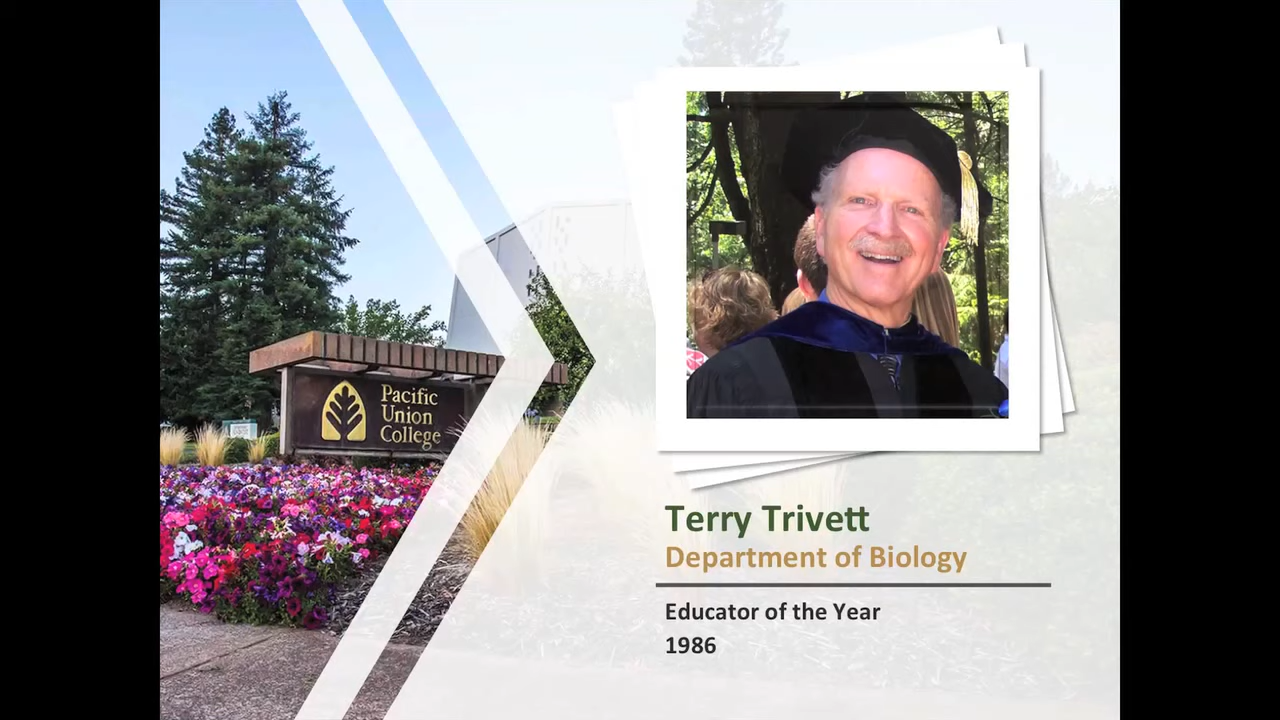 Pacific
Union
College
Terry Trivett
Department of Biology
Educator of the Year
1986